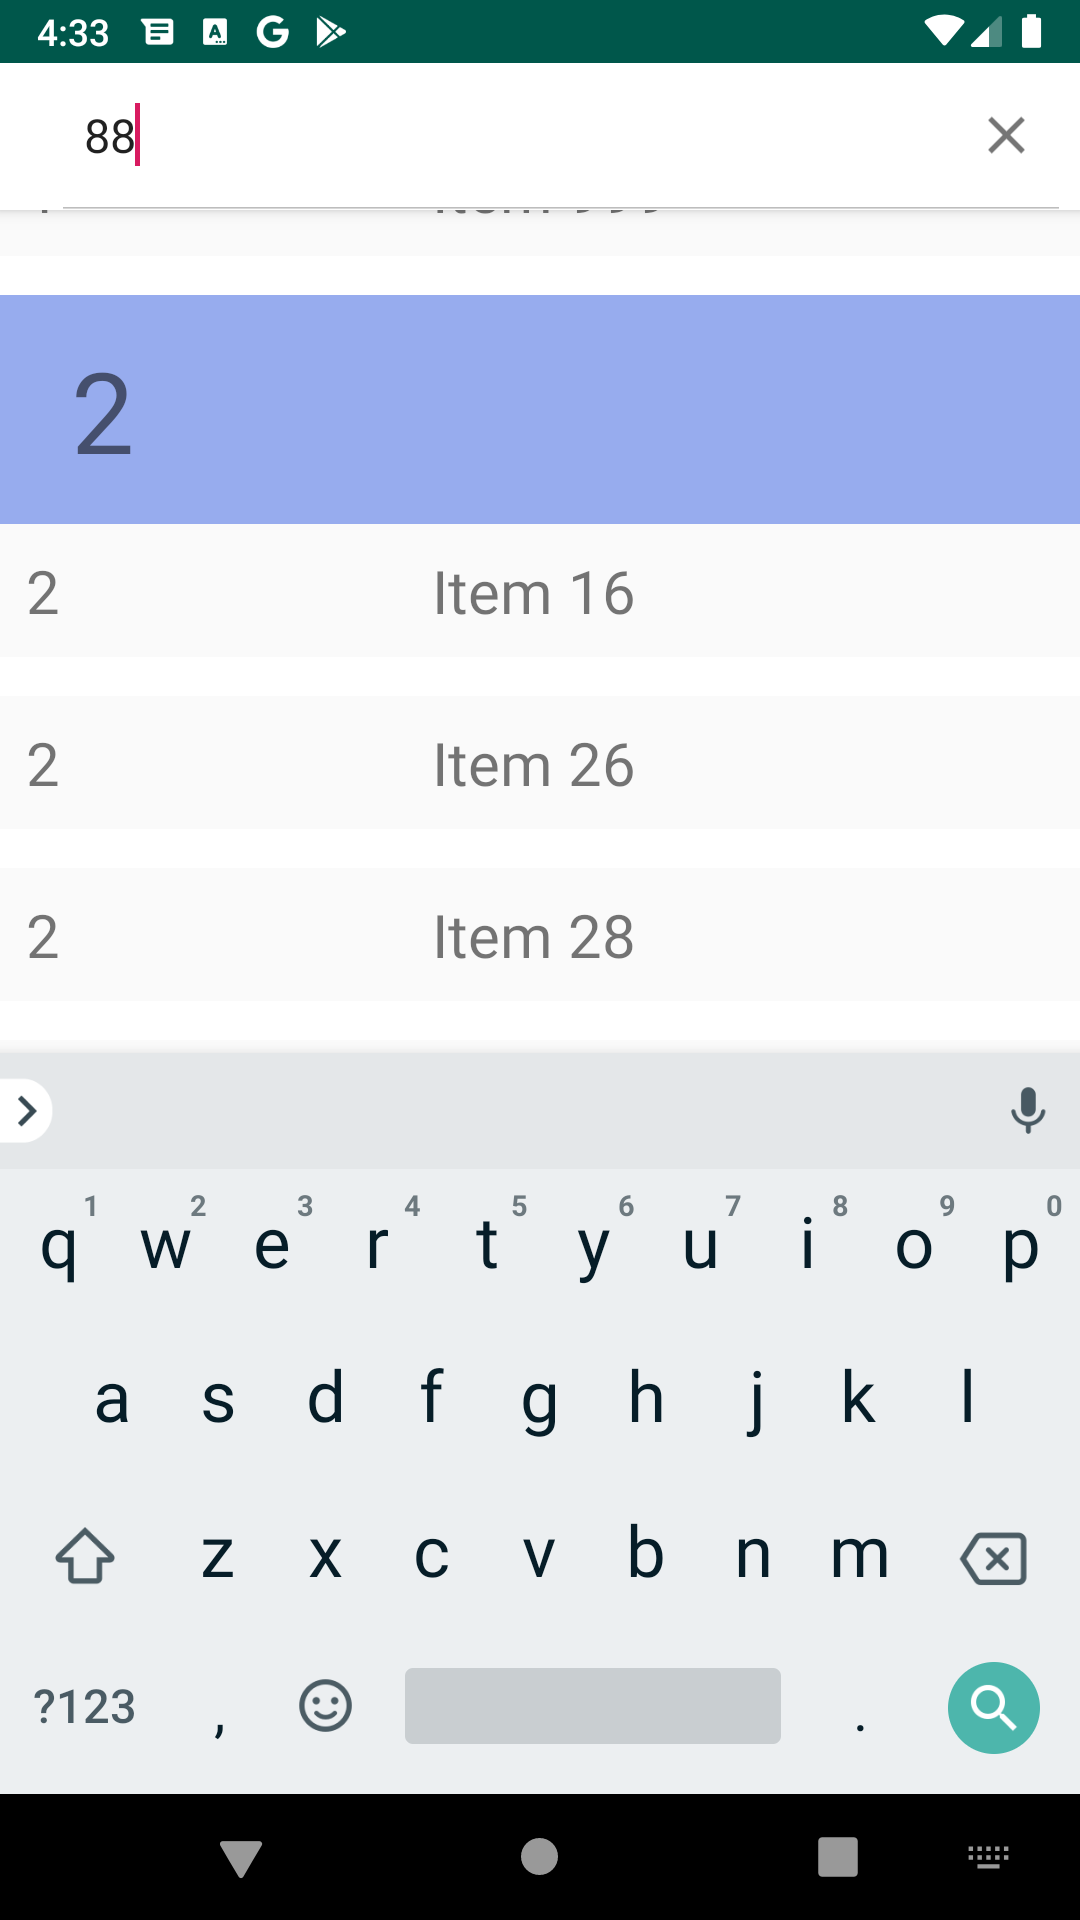 4:33
88
2
2 Item 16
2 Item 26
2 Item 28
1 2 3 4 5 6 7 8 9 0
q w e r t y u i o p
a s d f g h j k l
z x c v b n m
?123 , .